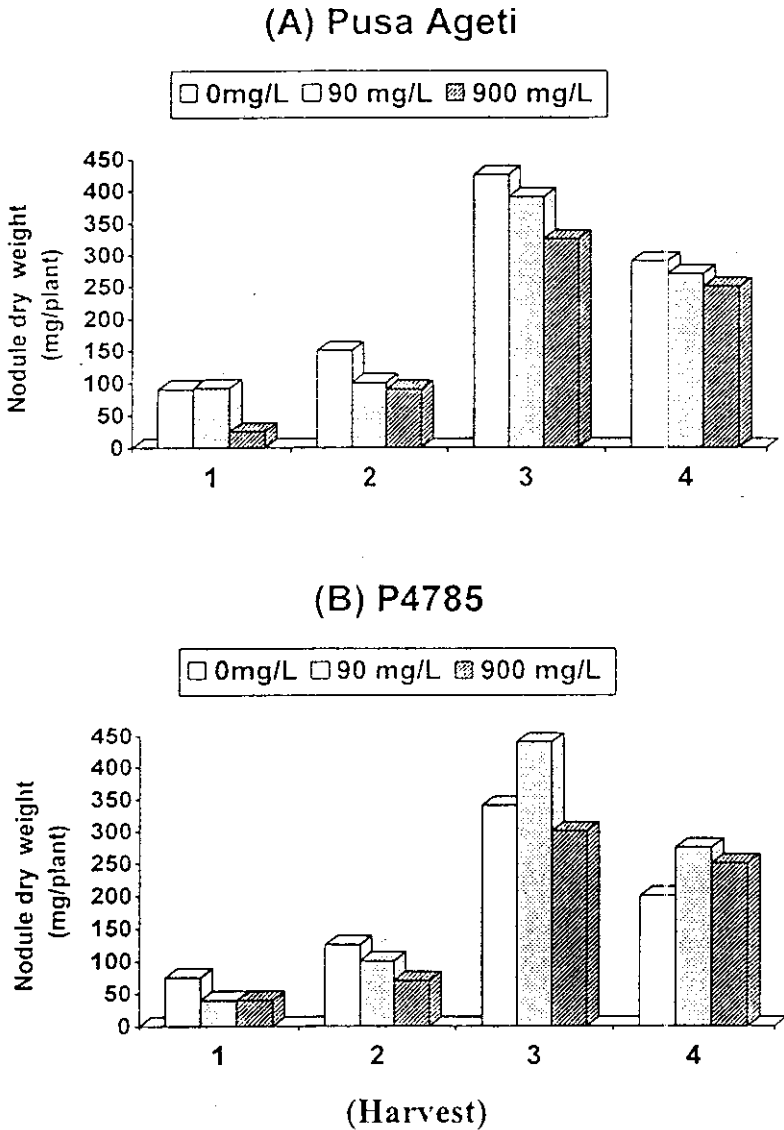 (A) Pusa Ageti
0mg/L 90 mg/L 900 mg/L
Nodule dry weight
(mg/plant)
450
400
350
300
250
200
150
100
50
0
1 2 3 4
(B) P4785
0mg/L 90 mg/L 900 mg/L
Nodule dry weight
(mg/plant)
450
400
350
300
250
200
150
100
50
0
1 2 3 4
(Harvest)